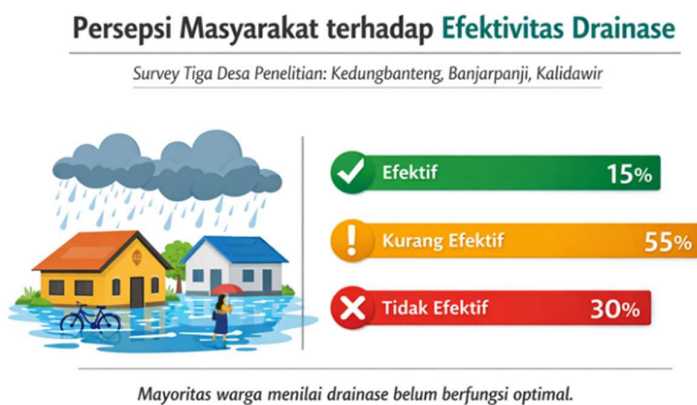 Persepsi Masyarakat terhadap Efektivitas Drainase
Survey Tiga Desa Penelitian: Kedungbanteng, Banjarpanji, Kalidawir
Efektif 15%
Kurang Efektif 55%
Tidak Efektif 30%
Mayoritas warga menilai drainase belum berfungsi optimal.